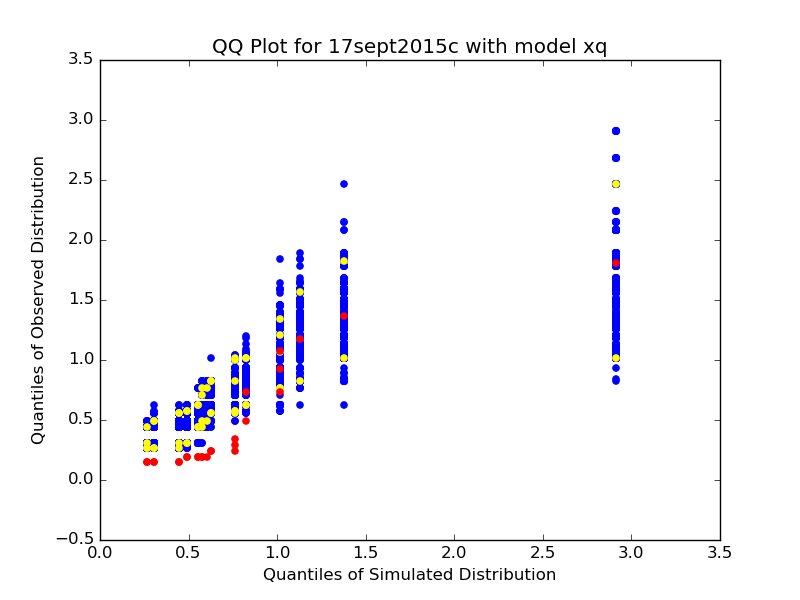 QQ Plot for 17sept2015c with model xq
3.5
3.0
2.5
2.0
1.5
1.0
0.5
0.0
−0.5
Quantiles of Observed Distribution
0.0 0.5 1.0 1.5 2.0 2.5 3.0 3.5
Quantiles of Simulated Distribution